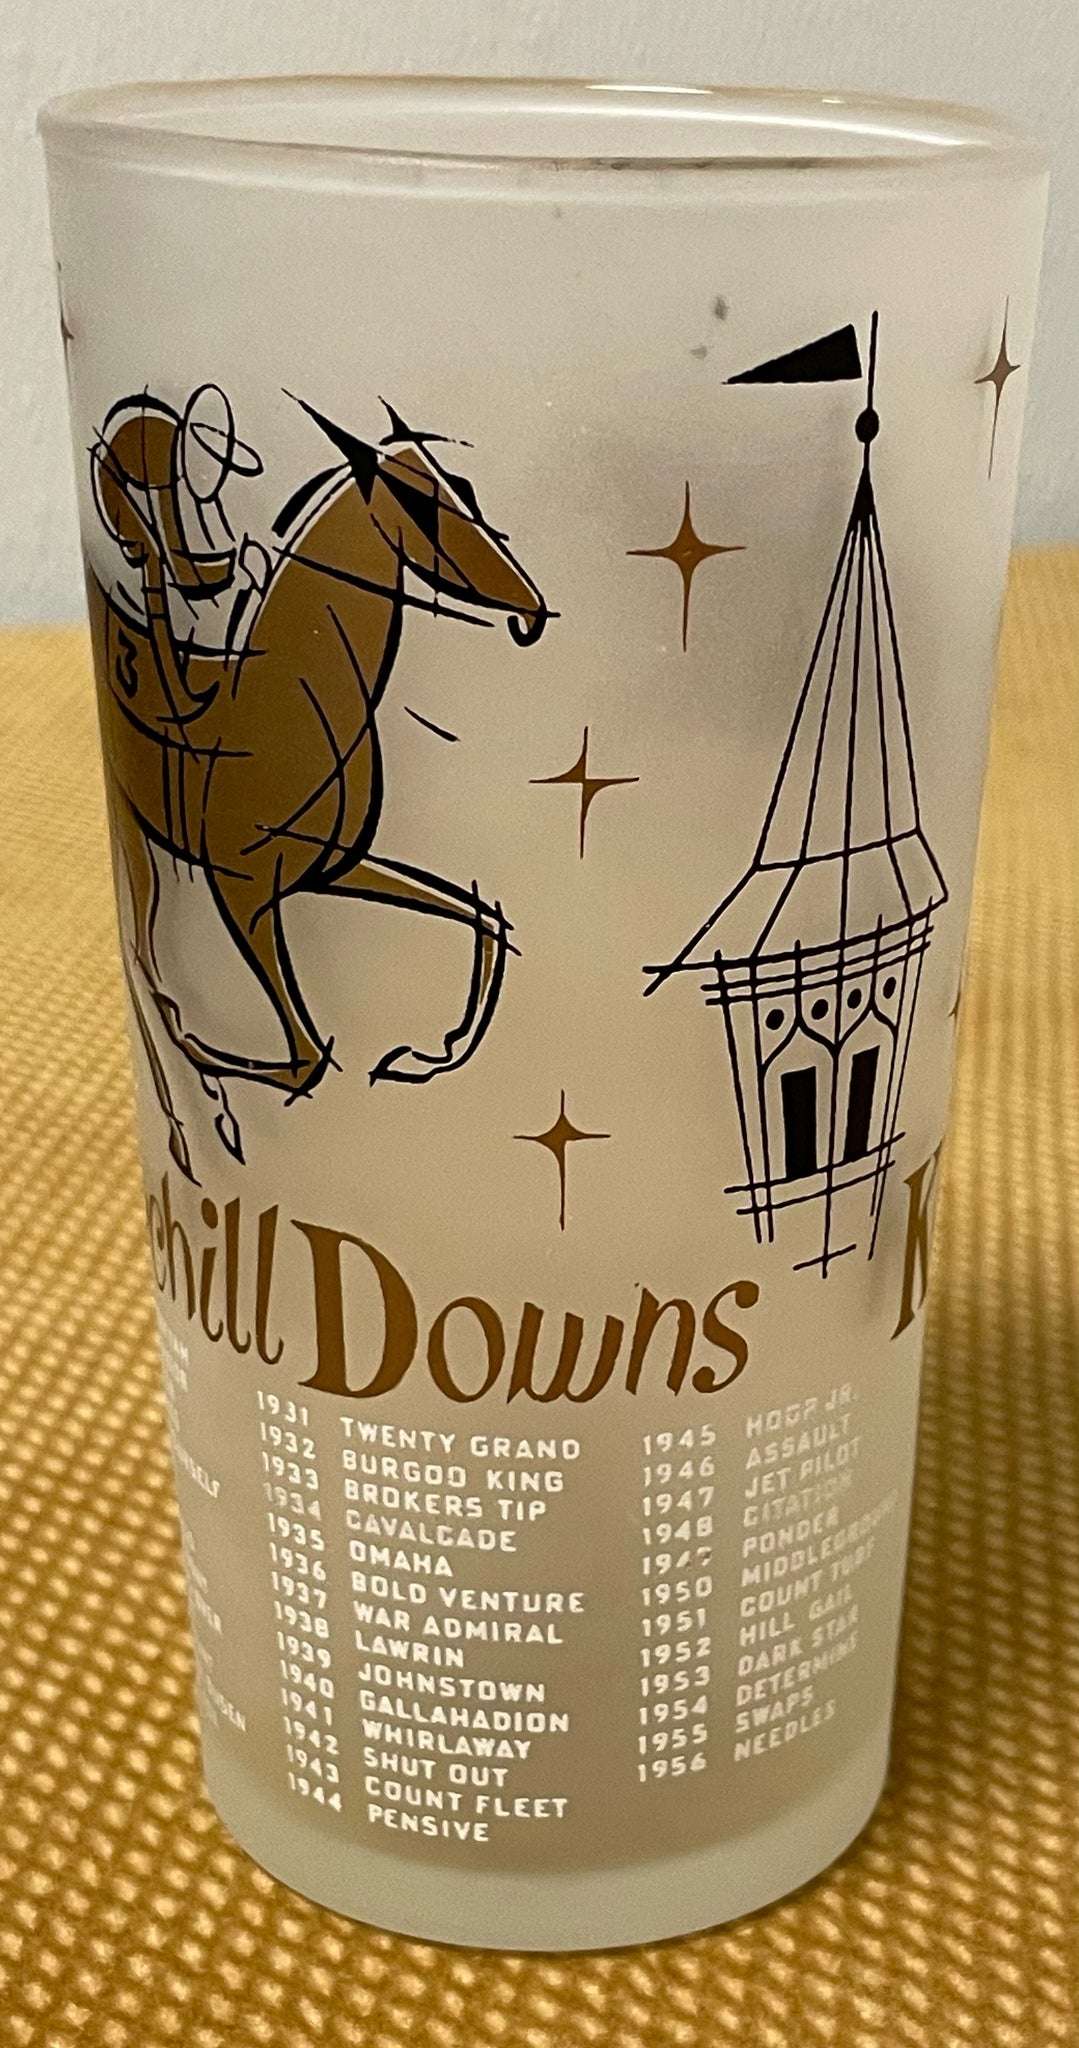 3
Downs
1931 TWENTY GRAND
1932 BURGOO KING
1933 BROKERS TIP
1934 CAVALCADE
1935 OMAHA
1936 BOLD VENTURE
1937 WAR ADMIRAL
1938 LAWRIN
1939 JOHNSTOWN
1940 GALLAHADION
1941 WHIRLAWAY
1942 SHUT OUT
1943 COUNT FLEET
1944 PENSIVE
1945 HOOP JR.
1946 ASSAULT
1947 JET PILOT
1948 CITATION
1949 PONDER
1950 MIDDLEGROUND
1951 COUNT TURF
1952 HILL GAIL
1953 DARK STAR
1954 DETERMINE
1955 SWAPS
1956 NEEDLES